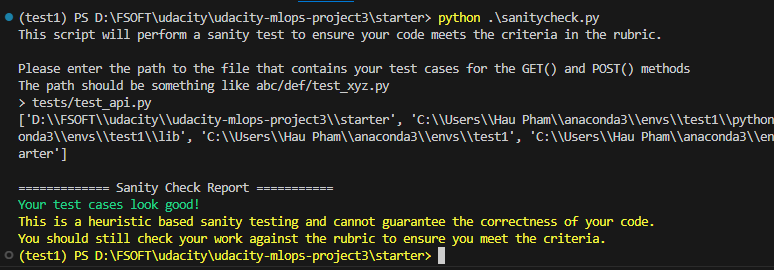 (test1) PS D:\FSOFT\udacity\udacity-mlops-project3\starter> python .\sanitycheck.py
This script will perform a sanity test to ensure your code meets the criteria in the rubric.
Please enter the path to the file that contains your test cases for the GET() and POST() methods
The path should be something like abc/def/test_xyz.py
> tests/test_api.py
['D:\\FSOFT\\udacity\\udacity-mlops-project3\\starter', 'C:\\Users\\Hau Pham\\anaconda3\\envs\\test1\\python
onda3\\envs\\test1\\lib', 'C:\\Users\\Hau Pham\\anaconda3\\envs\\test1', 'C:\\Users\\Hau Pham\\anaconda3\\en
arter']
============= Sanity Check Report ===========
Your test cases look good!
This is a heuristic based sanity testing and cannot guarantee the correctness of your code.
You should still check your work against the rubric to ensure you meet the criteria.
(test1) PS D:\FSOFT\udacity\udacity-mlops-project3\starter>